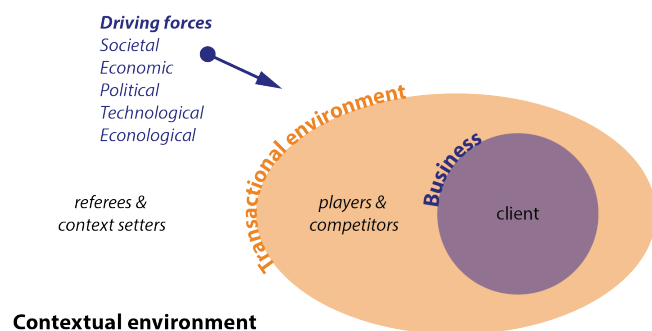 Driving forces
Societal
Economic
Political
Technological
Econological
Transactional environment
Business
referees &
context setters
players &
competitors
client
Contextual environment